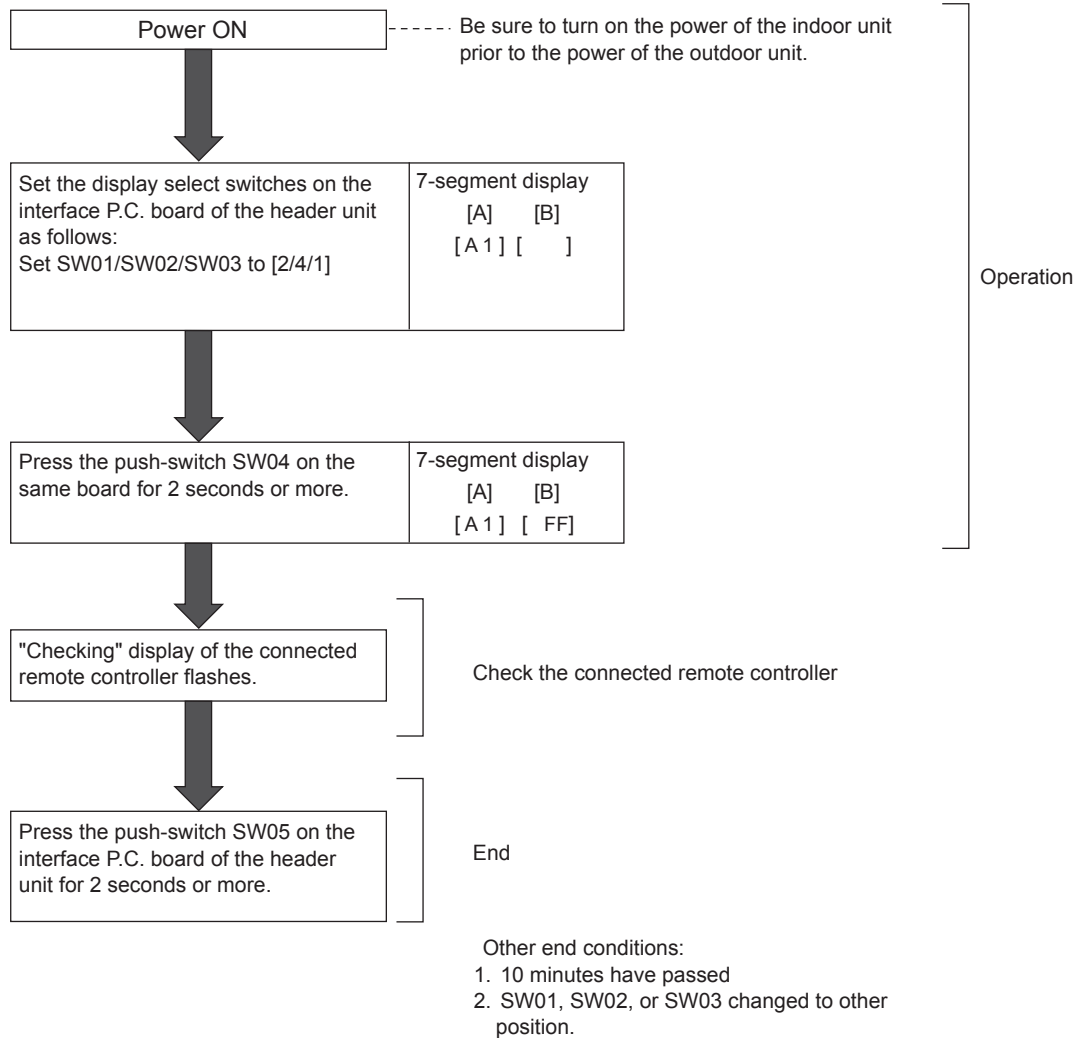 Power ON
Be sure to turn on the power of the indoor unit
prior to the power of the outdoor unit.
Set the display select switches on the
interface P.C. board of the header unit
as follows:
Set SW01/SW02/SW03 to [2/4/1]
7-segment display
[A] [B]
[ A 1 ] [ ]
Operation
Press the push-switch SW04 on the
same board for 2 seconds or more.
7-segment display
[A] [B]
[ A 1 ] [ FF]
"Checking" display of the connected
remote controller flashes.
Check the connected remote controller
Press the push-switch SW05 on the
interface P.C. board of the header
unit for 2 seconds or more.
End
Other end conditions:
1. 10 minutes have passed
2. SW01, SW02, or SW03 changed to other
position.